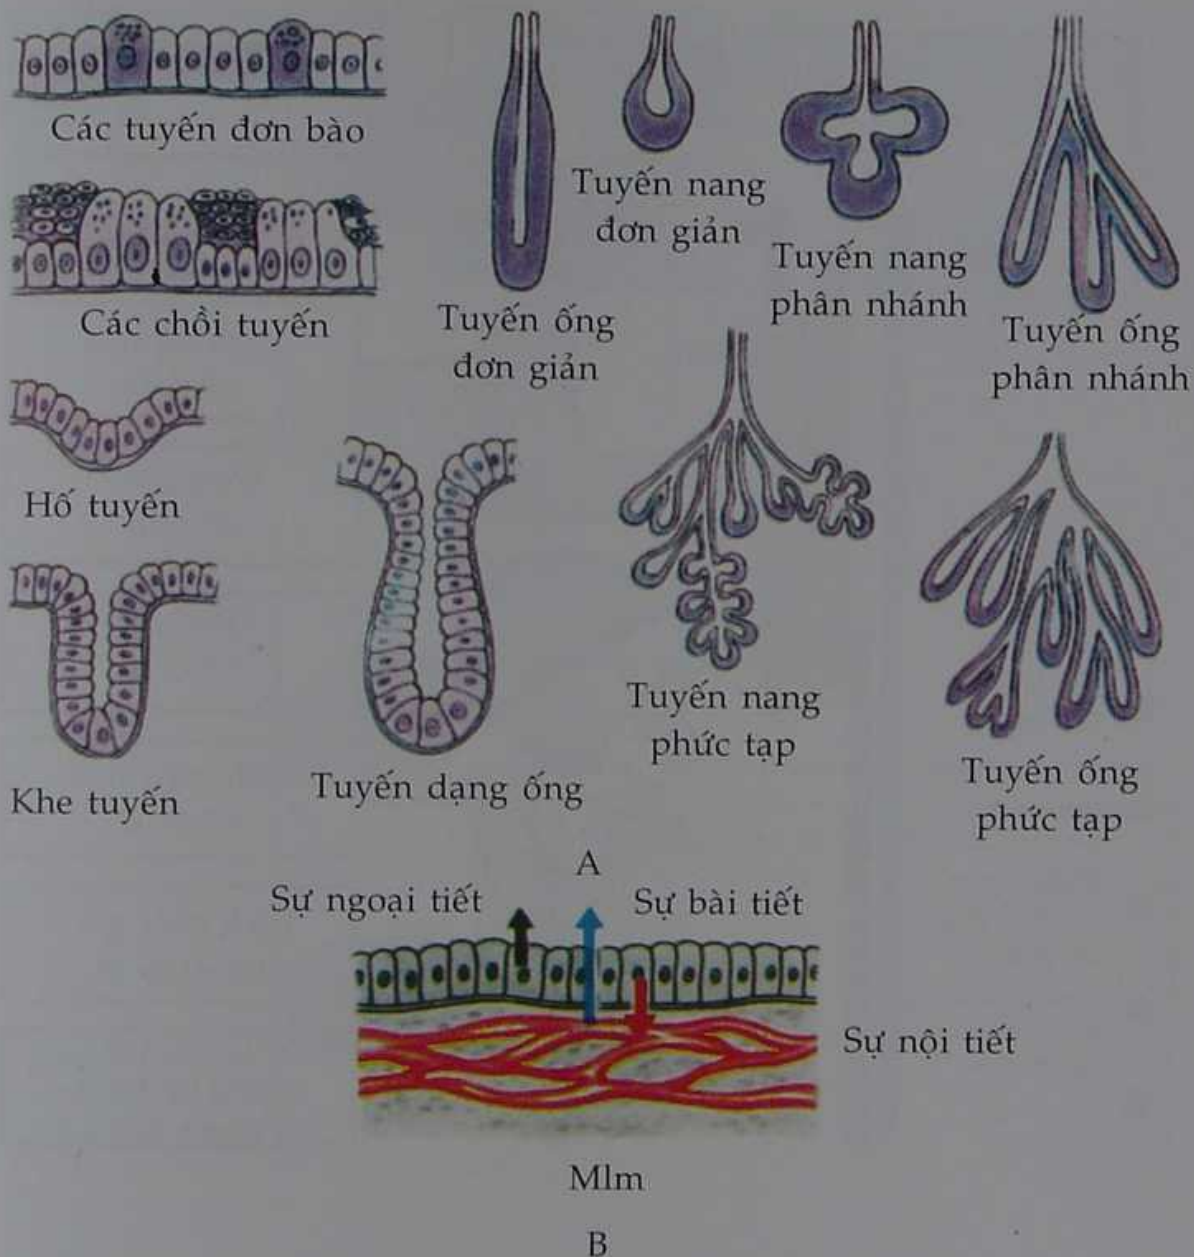 Các tuyến đơn bào
Các chồi tuyến
Hố tuyến
Khe tuyến
Tuyến dạng ống
Tuyến ống
đơn giản
Tuyến nang
đơn giản
Tuyến nang
phân nhánh
Tuyến ống
phân nhánh
Tuyến nang
phức tạp
Tuyến ống
phức tạp
A
Sự ngoại tiết
Sự bài tiết
Sự nội tiết
Mlm
B